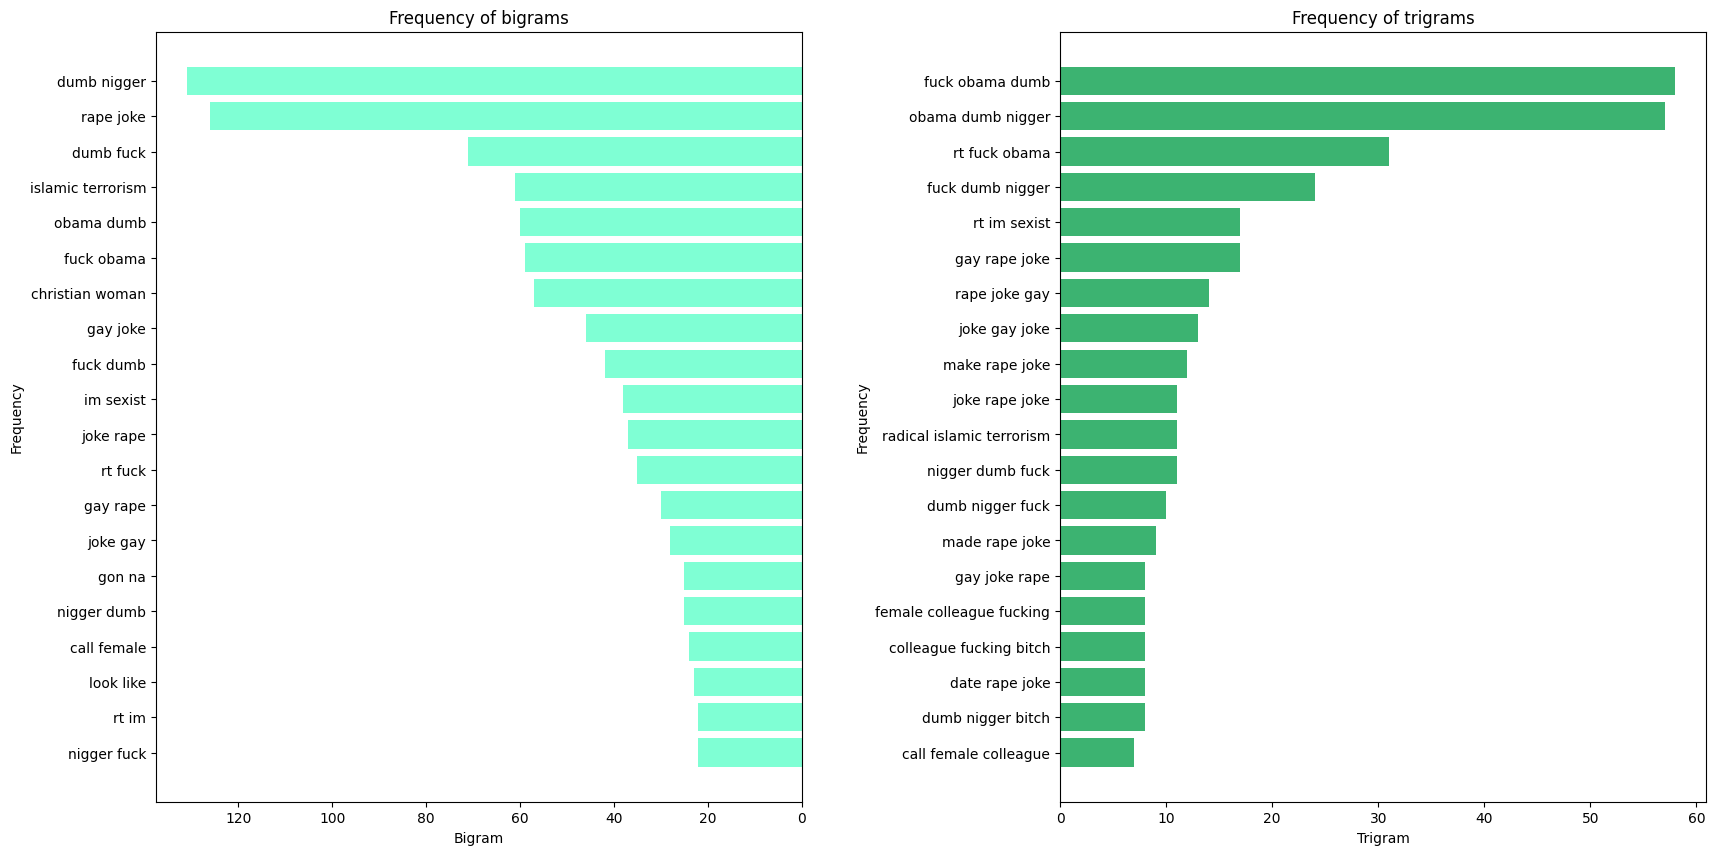 Frequency of bigrams
dumb nigger
rape joke
dumb fuck
islamic terrorism
obama dumb
fuck obama
christian woman
gay joke
fuck dumb
im sexist
joke rape
rt fuck
gay rape
joke gay
gon na
nigger dumb
call female
look like
rt im
nigger fuck
Frequency
120 100 80 60 40 20 0
Bigram
Frequency of trigrams
fuck obama dumb
obama dumb nigger
rt fuck obama
fuck dumb nigger
rt im sexist
gay rape joke
rape joke gay
joke gay joke
make rape joke
joke rape joke
radical islamic terrorism
nigger dumb fuck
dumb nigger fuck
made rape joke
gay joke rape
female colleague fucking
colleague fucking bitch
date rape joke
dumb nigger bitch
call female colleague
Frequency
0 10 20 30 40 50 60
Trigram